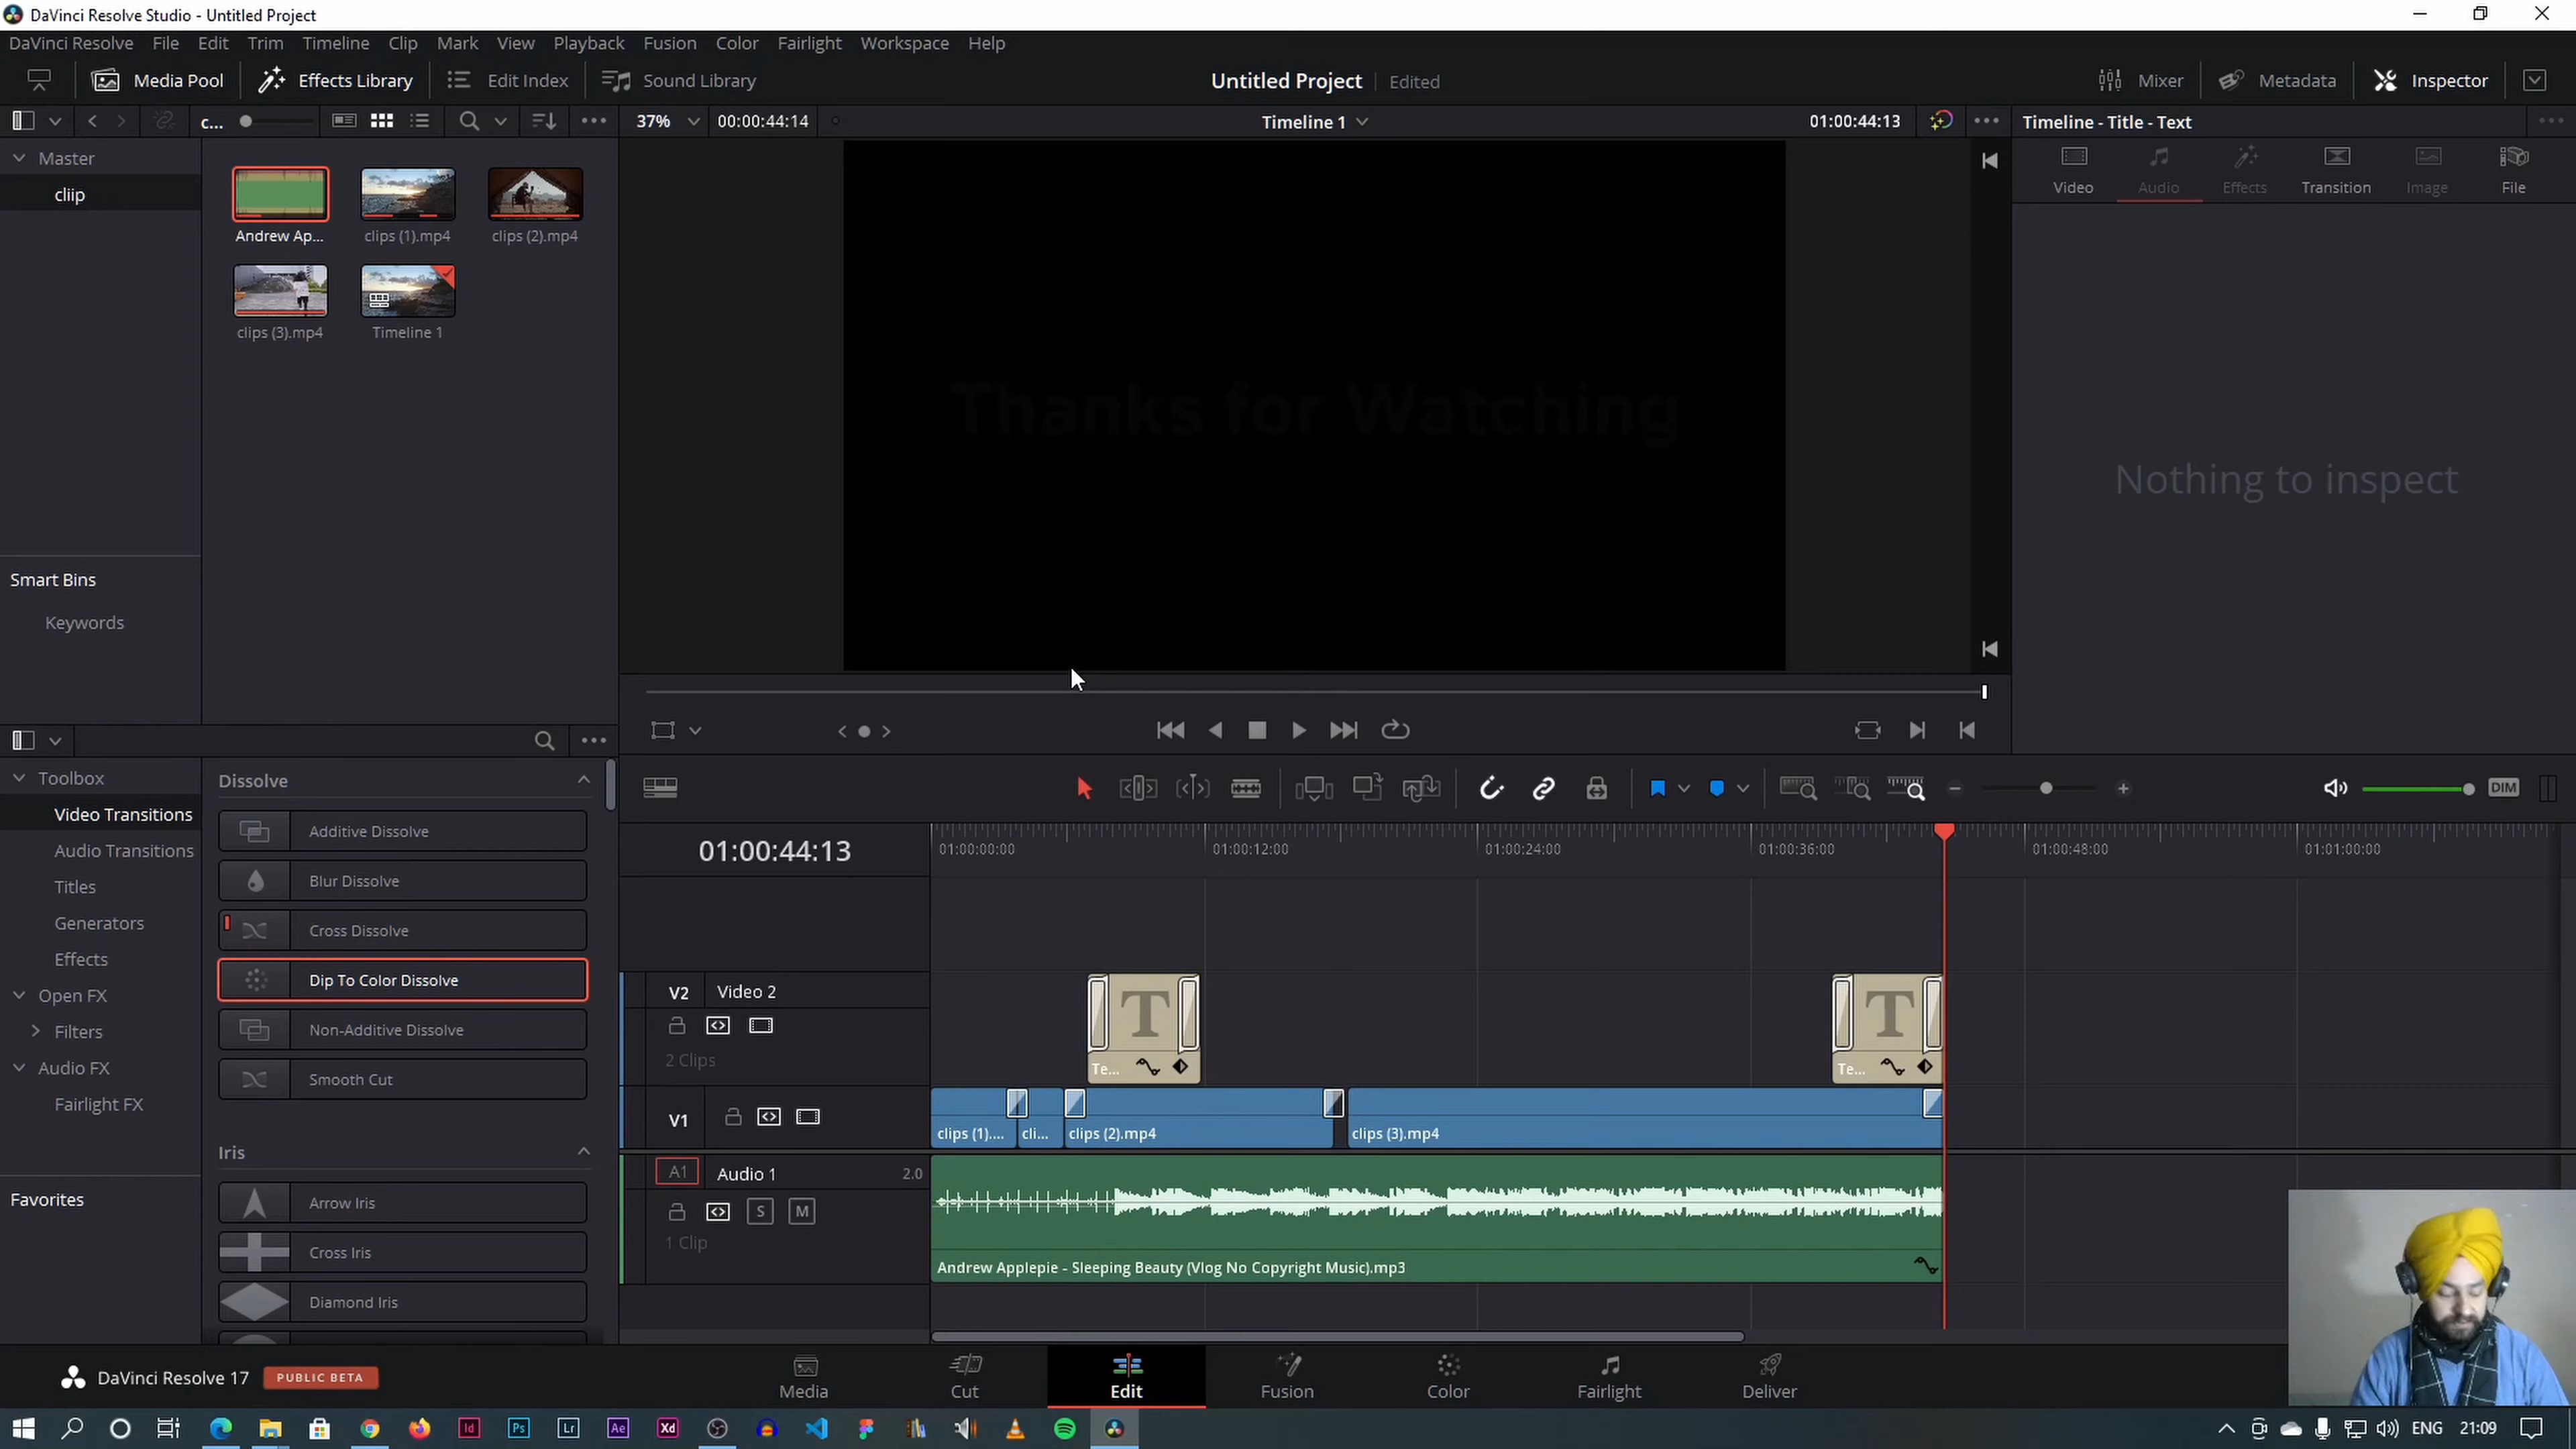 DaVinci Resolve Studio - Untitled Project
DaVinci Resolve File Edit Trim Timeline Clip Mark View Playback Fusion Color Fairlight Workspace Help
Media Pool Effects Library Edit Index Sound Library Untitled Project Edited Mixer Metadata Inspector
c... 37% 00:00:44:14 Timeline 1 01:00:44:13 Timeline - Title - Text
Master
cliip
Andrew Ap... clips (1).mp4 clips (2).mp4
clips (3).mp4 Timeline 1
Video Audio Effects Transition Image File
Thanks for Watching
Nothing to inspect
Smart Bins
Keywords
Toolbox
Video Transitions
Audio Transitions
Titles
Generators
Effects
Open FX
Filters
Audio FX
Fairlight FX
Favorites
Dissolve
Additive Dissolve
Blur Dissolve
Cross Dissolve
Dip To Color Dissolve
Non-Additive Dissolve
Smooth Cut
Iris
Arrow Iris
Cross Iris
Diamond Iris
DIM
01:00:44:13 01:00:00:00 01:00:12:00 01:00:24:00 01:00:36:00 01:00:48:00 01:01:00:00
V2 Video 2
2 Clips
T T
Te... Te...
V1
clips (1).... cli... clips (2).mp4 clips (3).mp4
A1 Audio 1 2.0
S M
1 Clip
Andrew Applepie - Sleeping Beauty (Vlog No Copyright Music).mp3
DaVinci Resolve 17 PUBLIC BETA
Media Cut Edit Fusion Color Fairlight Deliver
Id Ps Lr Ae Xd
ENG 21:09